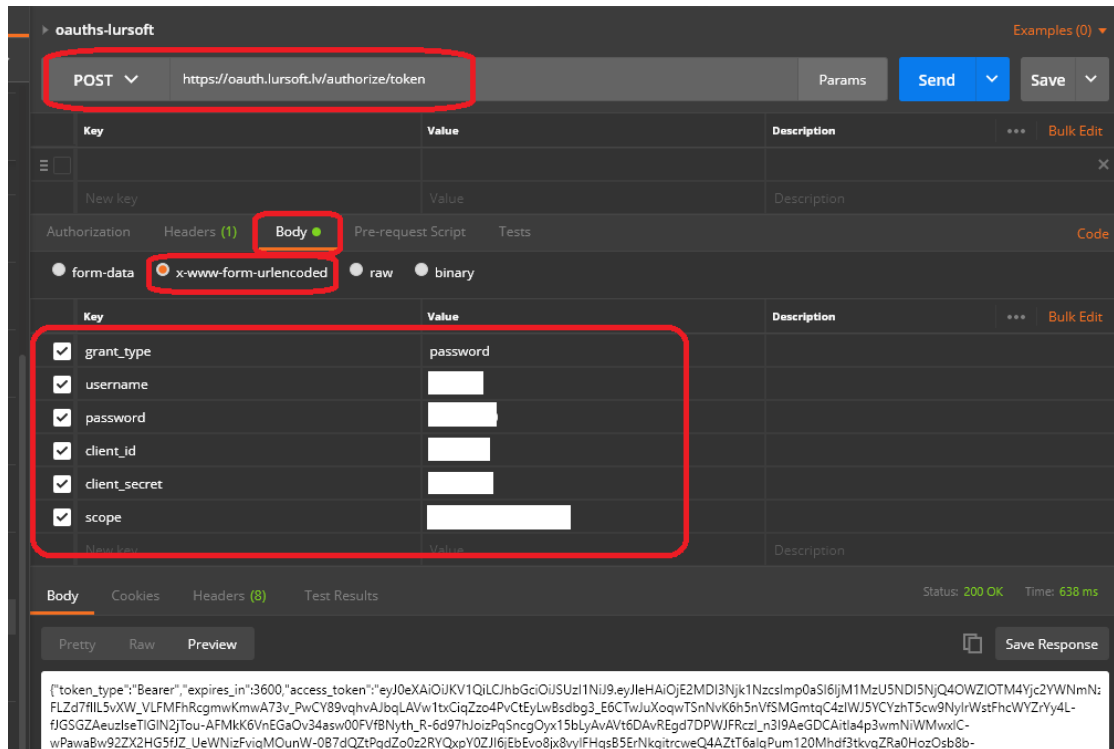 oauths-lursoft
Examples (0)
POST
https://oauth.lursoft.lv/authorize/token
Params
Send
Save
Key
Value
Description
Bulk Edit
New key
Value
Description
Authorization
Headers (1)
Body
Pre-request Script
Tests
Code
form-data
x-www-form-urlencoded
raw
binary
Key
Value
Description
Bulk Edit
grant_type
password
username
password
client_id
client_secret
scope
New key
Value
Description
Body
Cookies
Headers (8)
Test Results
Status: 200 OK
Time: 638 ms
Pretty
Raw
Preview
Save Response
{"token_type":"Bearer","expires_in":3600,"access_token":